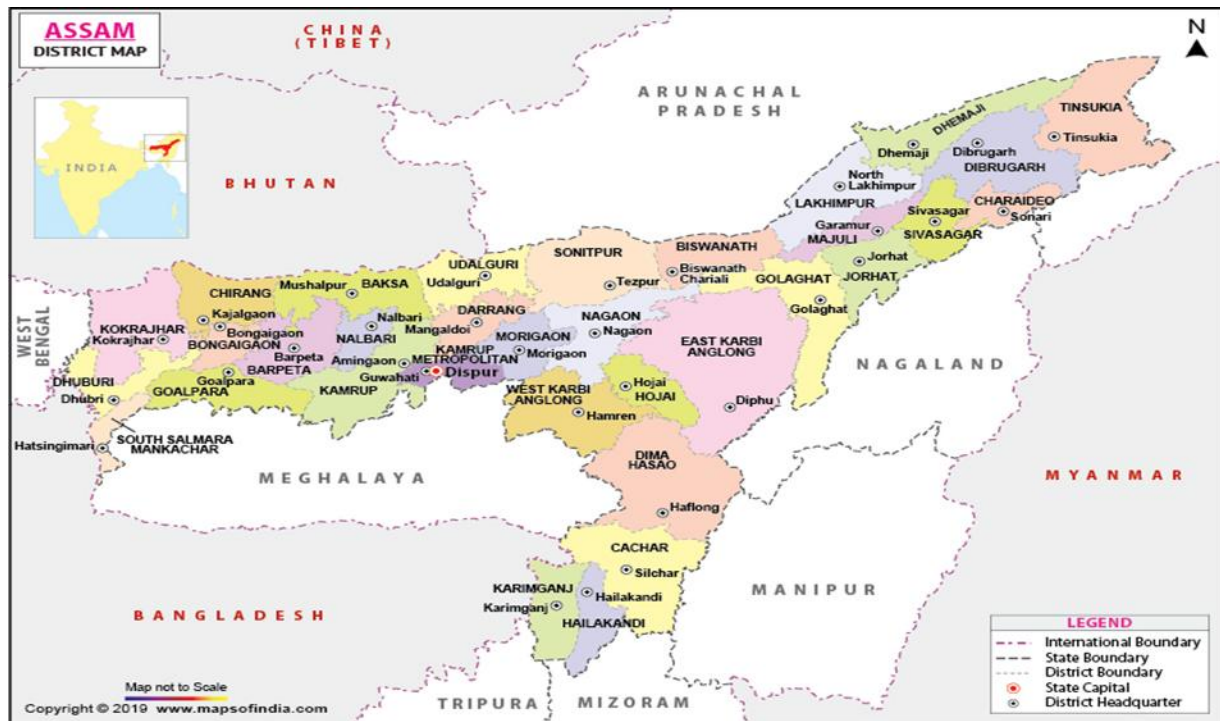 ASSAM
DISTRICT MAP
CHINA
(TIBET)
N
ARUNACHAL
PRADESH
INDIA
BHUTAN
TINSUKIA
Tinsukia
DHEMAJI
Dhemaji
Dibrugarh
DIBRUGARH
North
Lakhimpur
LAKHIMPUR
CHARAIDEO
Sonari
Sivasagar
SIVASAGAR
Garamur
MAJULI
Jorhat
JORHAT
SONITPUR
Tezpur
BISWANATH
Biswanath
Chariali
GOLAGHAT
Golaghat
UDALGURI
Udalguri
CHIRANG
Kajalgaon
Mushalpur
BAKSA
DARRANG
Mangaldoi
NAGAON
Nagaon
WEST
BENGAL
KOKRAJHAR
Kokrajhar
Bongaigaon
BONGAIGAON
Barpeta
BARPETA
Nalbari
NALBARI
Amingaon
KAMRUP
METROPOLITAN
Guwahati
Dispur
MORIGAON
Morigaon
EAST KARBI
ANGLONG
Diphu
NAGALAND
DHUBURI
Dhubri
GOALPARA
Goalpara
KAMRUP
WEST KARBI
ANGLONG
Hamren
Hojai
HOJAI
Hatsingimari
SOUTH SALMARA
MANKACHAR
MEGHALAYA
DIMA
HASAO
Haflong
MYANMAR
CACHAR
Silchar
KARIMGANJ
Karimganj
Hailakandi
HAILAKANDI
MANIPUR
BANGLADESH
TRIPURA
MIZORAM
LEGEND
International Boundary
State Boundary
District Boundary
State Capital
District Headquarter
Map not to Scale
Copyright © 2019 www.mapsofindia.com